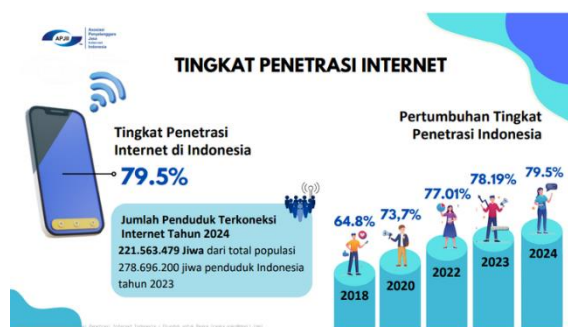 APJII
Asosiasi
Penyelenggara
Jasa
Internet
Indonesia
TINGKAT PENETRASI INTERNET
Tingkat Penetrasi
Internet di Indonesia
79.5%
Jumlah Penduduk Terkoneksi
Internet Tahun 2024
221.563.479 Jiwa dari total populasi
278.696.200 jiwa penduduk Indonesia
tahun 2023
Pertumbuhan Tingkat
Penetrasi Indonesia
64.8%
73,7%
77.01%
78.19%
79.5%
2018
2020
2022
2023
2024